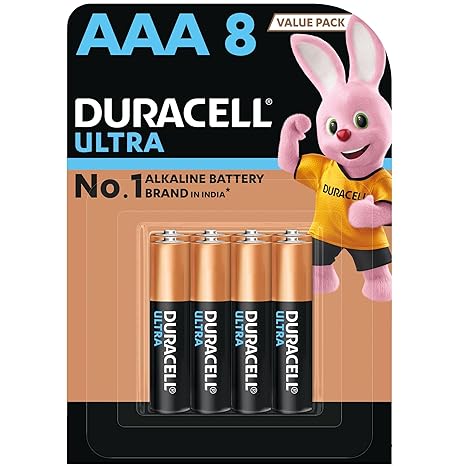 AAA 8
VALUE PACK
DURACELL®
ULTRA
No.1 ALKALINE BATTERY
BRAND IN INDIA*
DURACELL
DURACELL®
ULTRA
DURACELL®
ULTRA
DURACELL®
ULTRA
DURACELL®
ULTRA